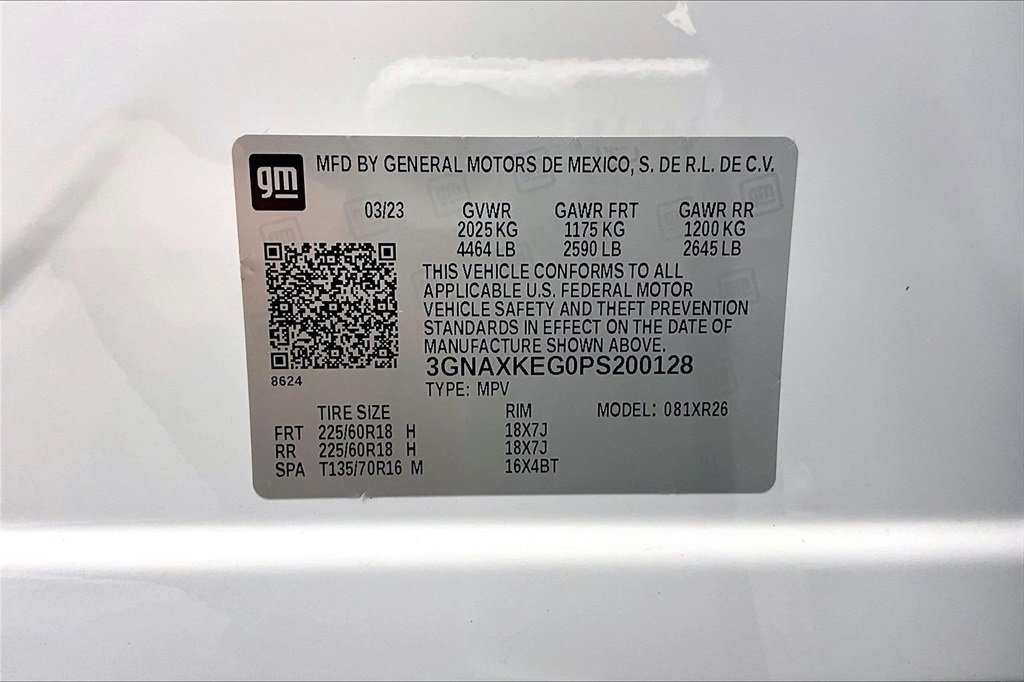 gm MFD BY GENERAL MOTORS DE MEXICO, S. DE R.L. DE C.V.
03/23 GVWR GAWR FRT GAWR RR
2025 KG 1175 KG 1200 KG
4464 LB 2590 LB 2645 LB
THIS VEHICLE CONFORMS TO ALL
APPLICABLE U.S. FEDERAL MOTOR
VEHICLE SAFETY AND THEFT PREVENTION
STANDARDS IN EFFECT ON THE DATE OF
MANUFACTURE SHOWN ABOVE.
3GNAXKEG0PS200128
8624
TYPE: MPV
TIRE SIZE RIM MODEL: 081XR26
FRT 225/60R18 H 18X7J
RR 225/60R18 H 18X7J
SPA T135/70R16 M 16X4BT